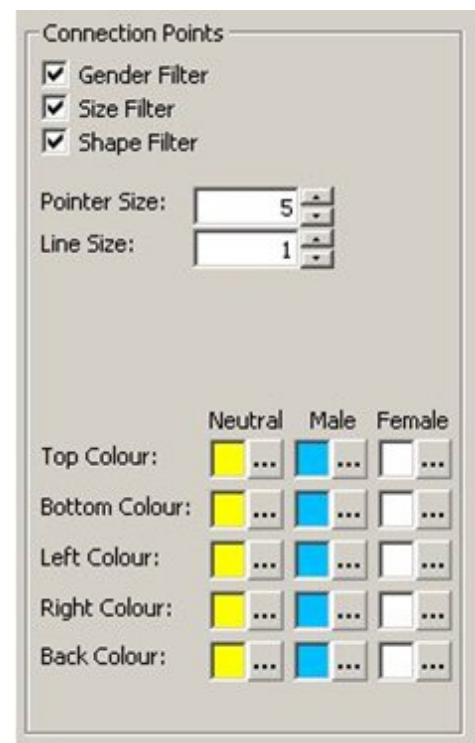 Connection Points
Gender Filter
Size Filter
Shape Filter
Pointer Size: 5
Line Size: 1
Neutral Male Female
Top Colour: ... ... ...
Bottom Colour: ... ... ...
Left Colour: ... ... ...
Right Colour: ... ... ...
Back Colour: ... ... ...